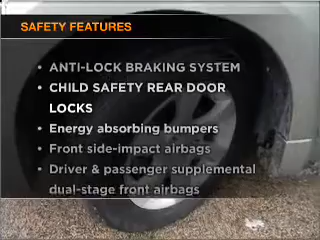 SAFETY FEATURES
• ANTI-LOCK BRAKING SYSTEM
• CHILD SAFETY REAR DOOR
LOCKS
• Energy absorbing bumpers
• Front side-impact airbags
• Driver & passenger supplemental
dual-stage front airbags